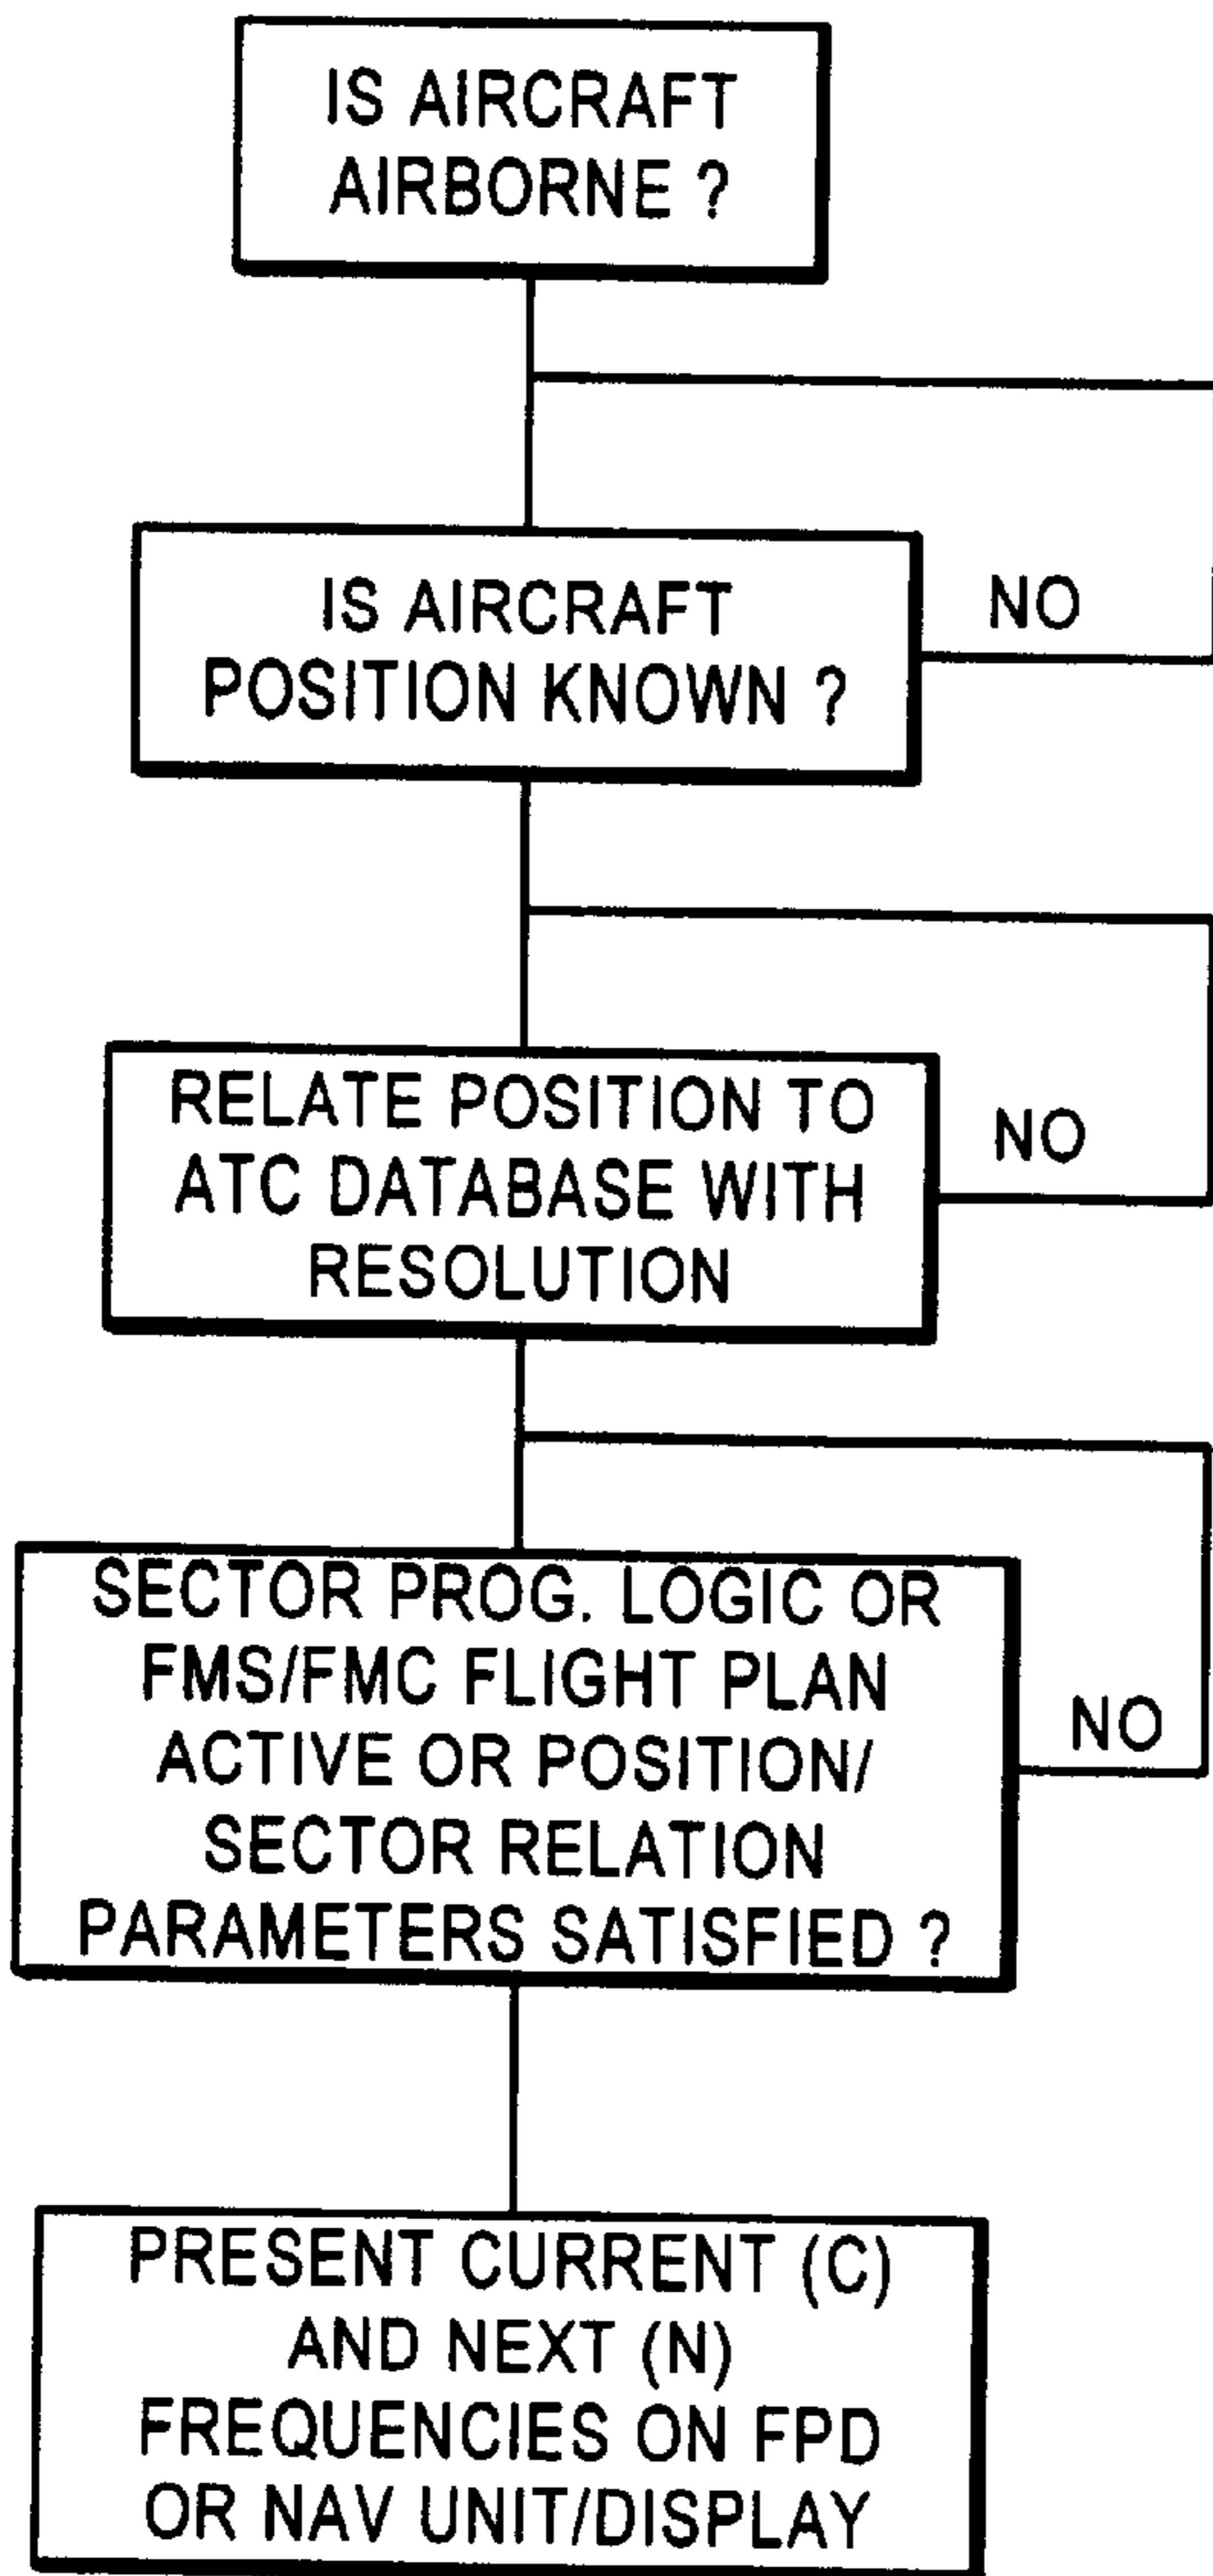 IS AIRCRAFT
AIRBORNE ?
IS AIRCRAFT
POSITION KNOWN ?
NO
RELATE POSITION TO
ATC DATABASE WITH
RESOLUTION
NO
SECTOR PROG. LOGIC OR
FMS/FMC FLIGHT PLAN
ACTIVE OR POSITION/
SECTOR RELATION
PARAMETERS SATISFIED ?
NO
PRESENT CURRENT (C)
AND NEXT (N)
FREQUENCIES ON FPD
OR NAV UNIT/DISPLAY